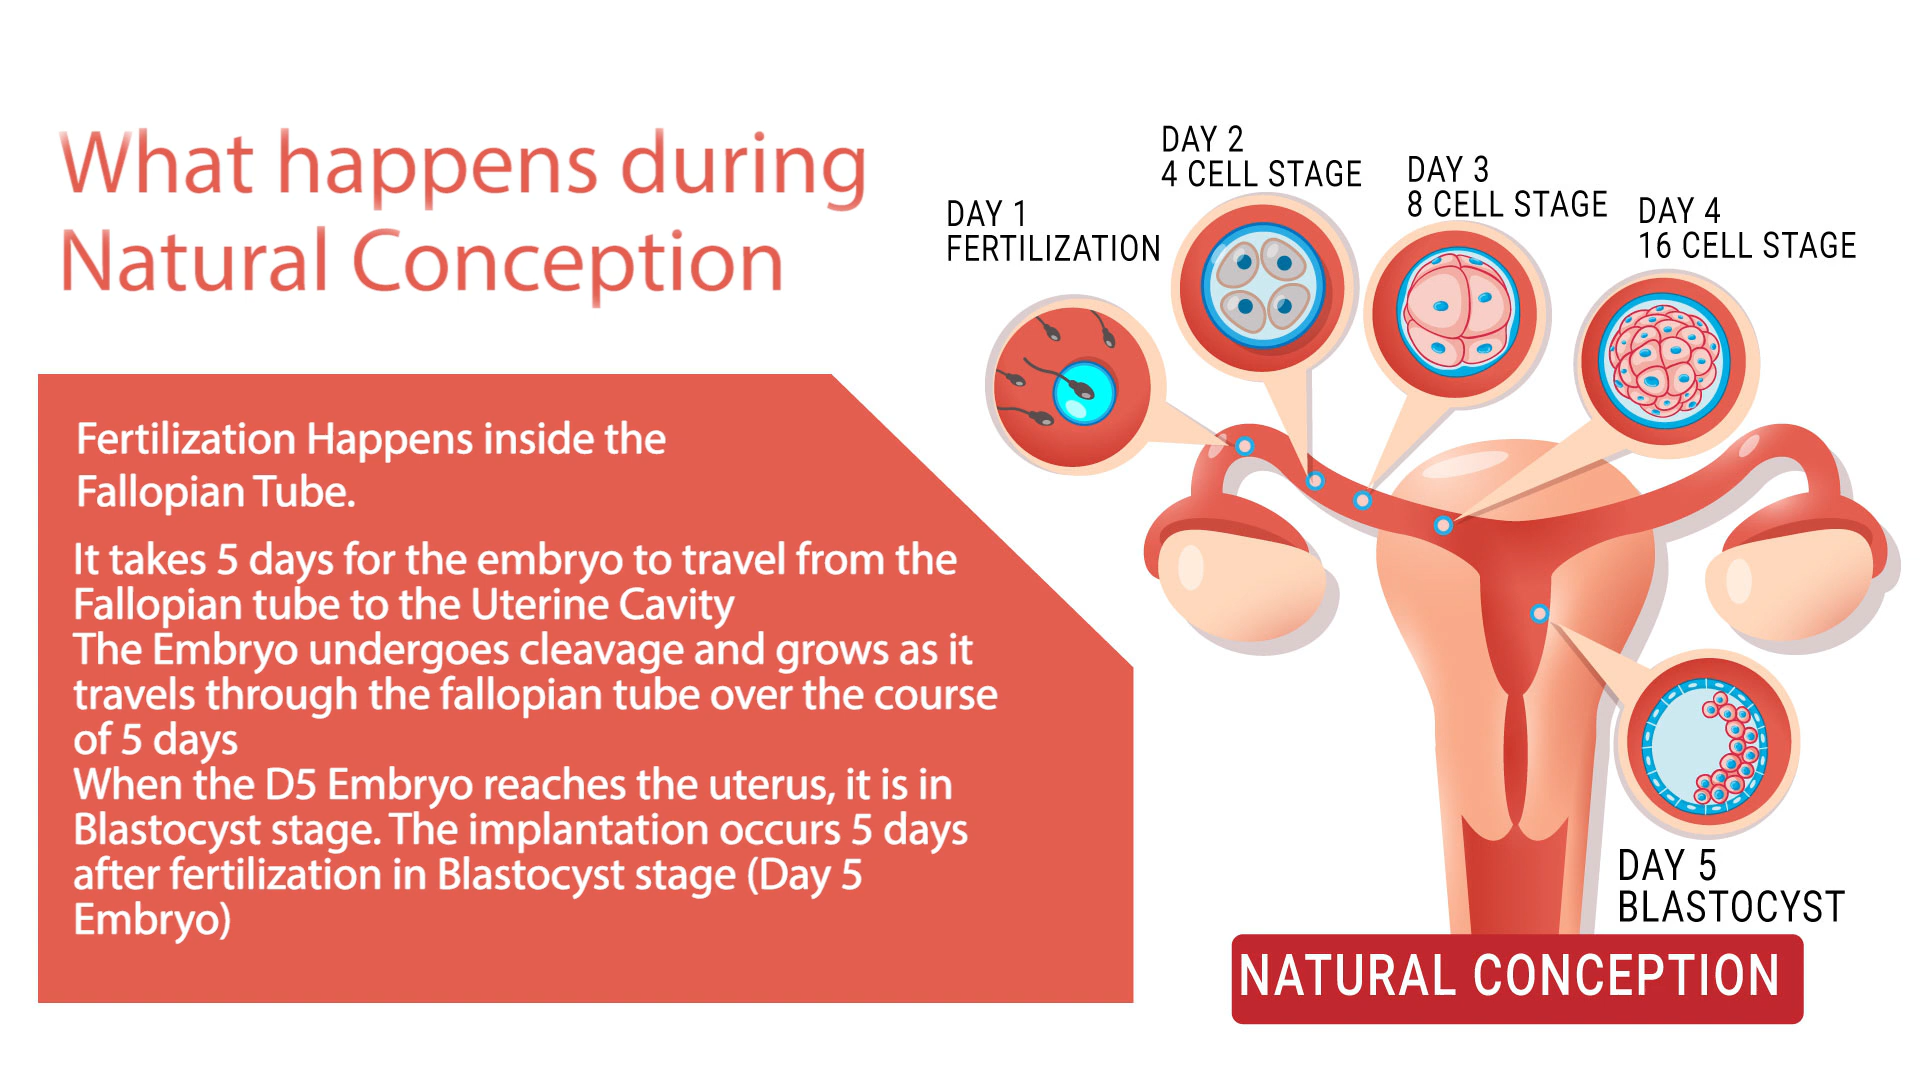 What happens during
Natural Conception
Fertilization Happens inside the
Fallopian Tube.
It takes 5 days for the embryo to travel from the
Fallopian tube to the Uterine Cavity
The Embryo undergoes cleavage and grows as it
travels through the fallopian tube over the course
of 5 days
When the D5 Embryo reaches the uterus, it is in
Blastocyst stage. The implantation occurs 5 days
after fertilization in Blastocyst stage (Day 5
Embryo)
DAY 1
FERTILIZATION
DAY 2
4 CELL STAGE
DAY 3
8 CELL STAGE
DAY 4
16 CELL STAGE
DAY 5
BLASTOCYST
NATURAL CONCEPTION